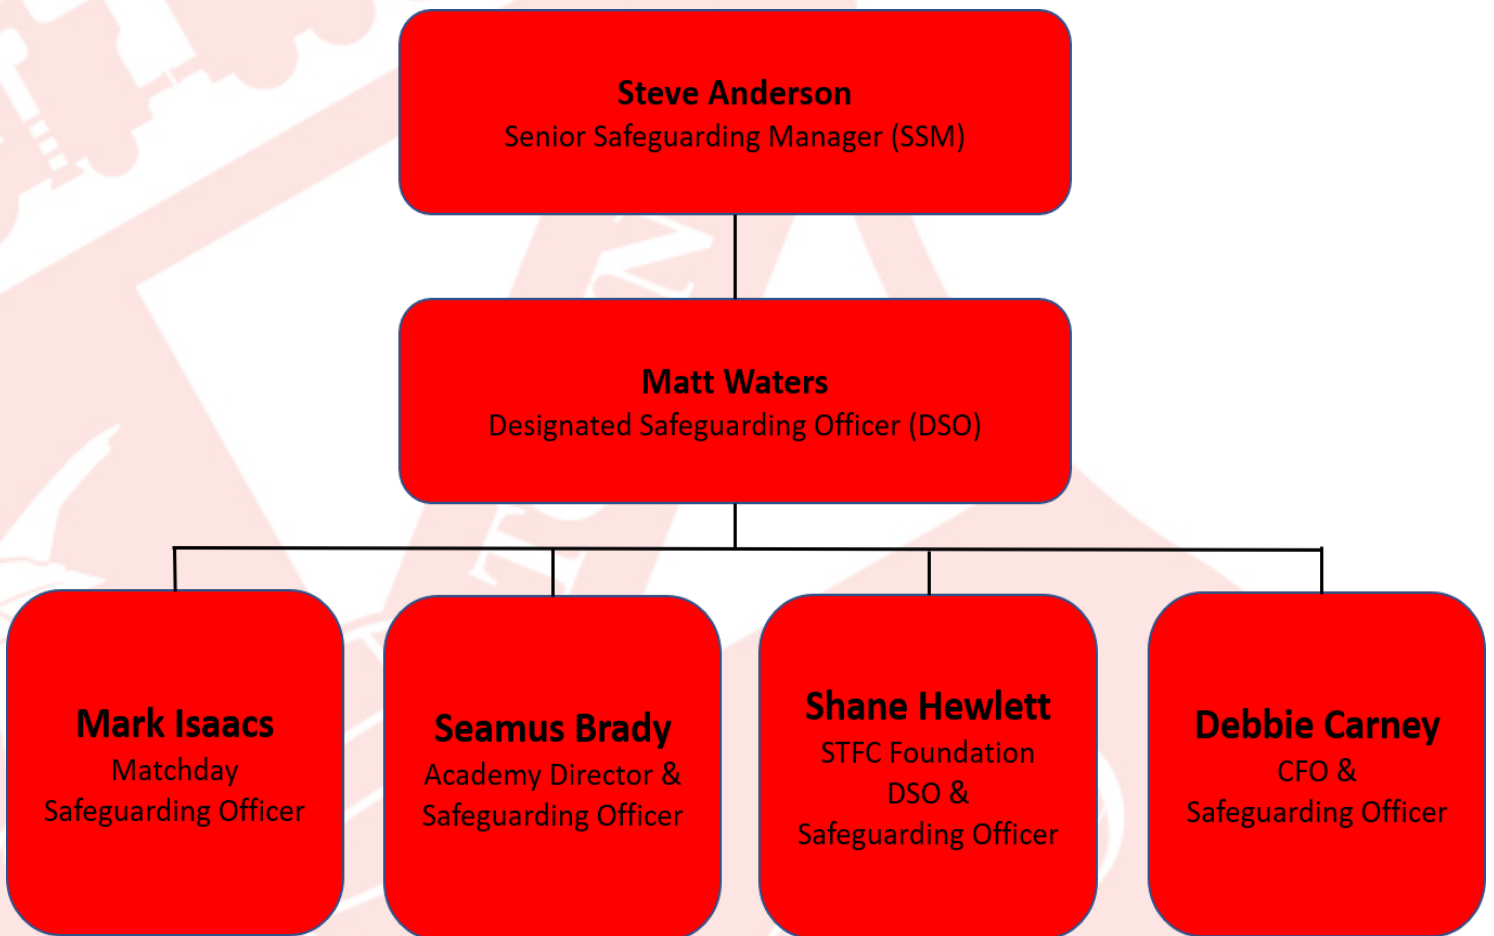 Steve Anderson
Senior Safeguarding Manager (SSM)
Matt Waters
Designated Safeguarding Officer (DSO)
Mark Isaacs
Matchday
Safeguarding Officer
Seamus Brady
Academy Director &
Safeguarding Officer
Shane Hewlett
STFC Foundation
DSO &
Safeguarding Officer
Debbie Carney
CFO &
Safeguarding Officer